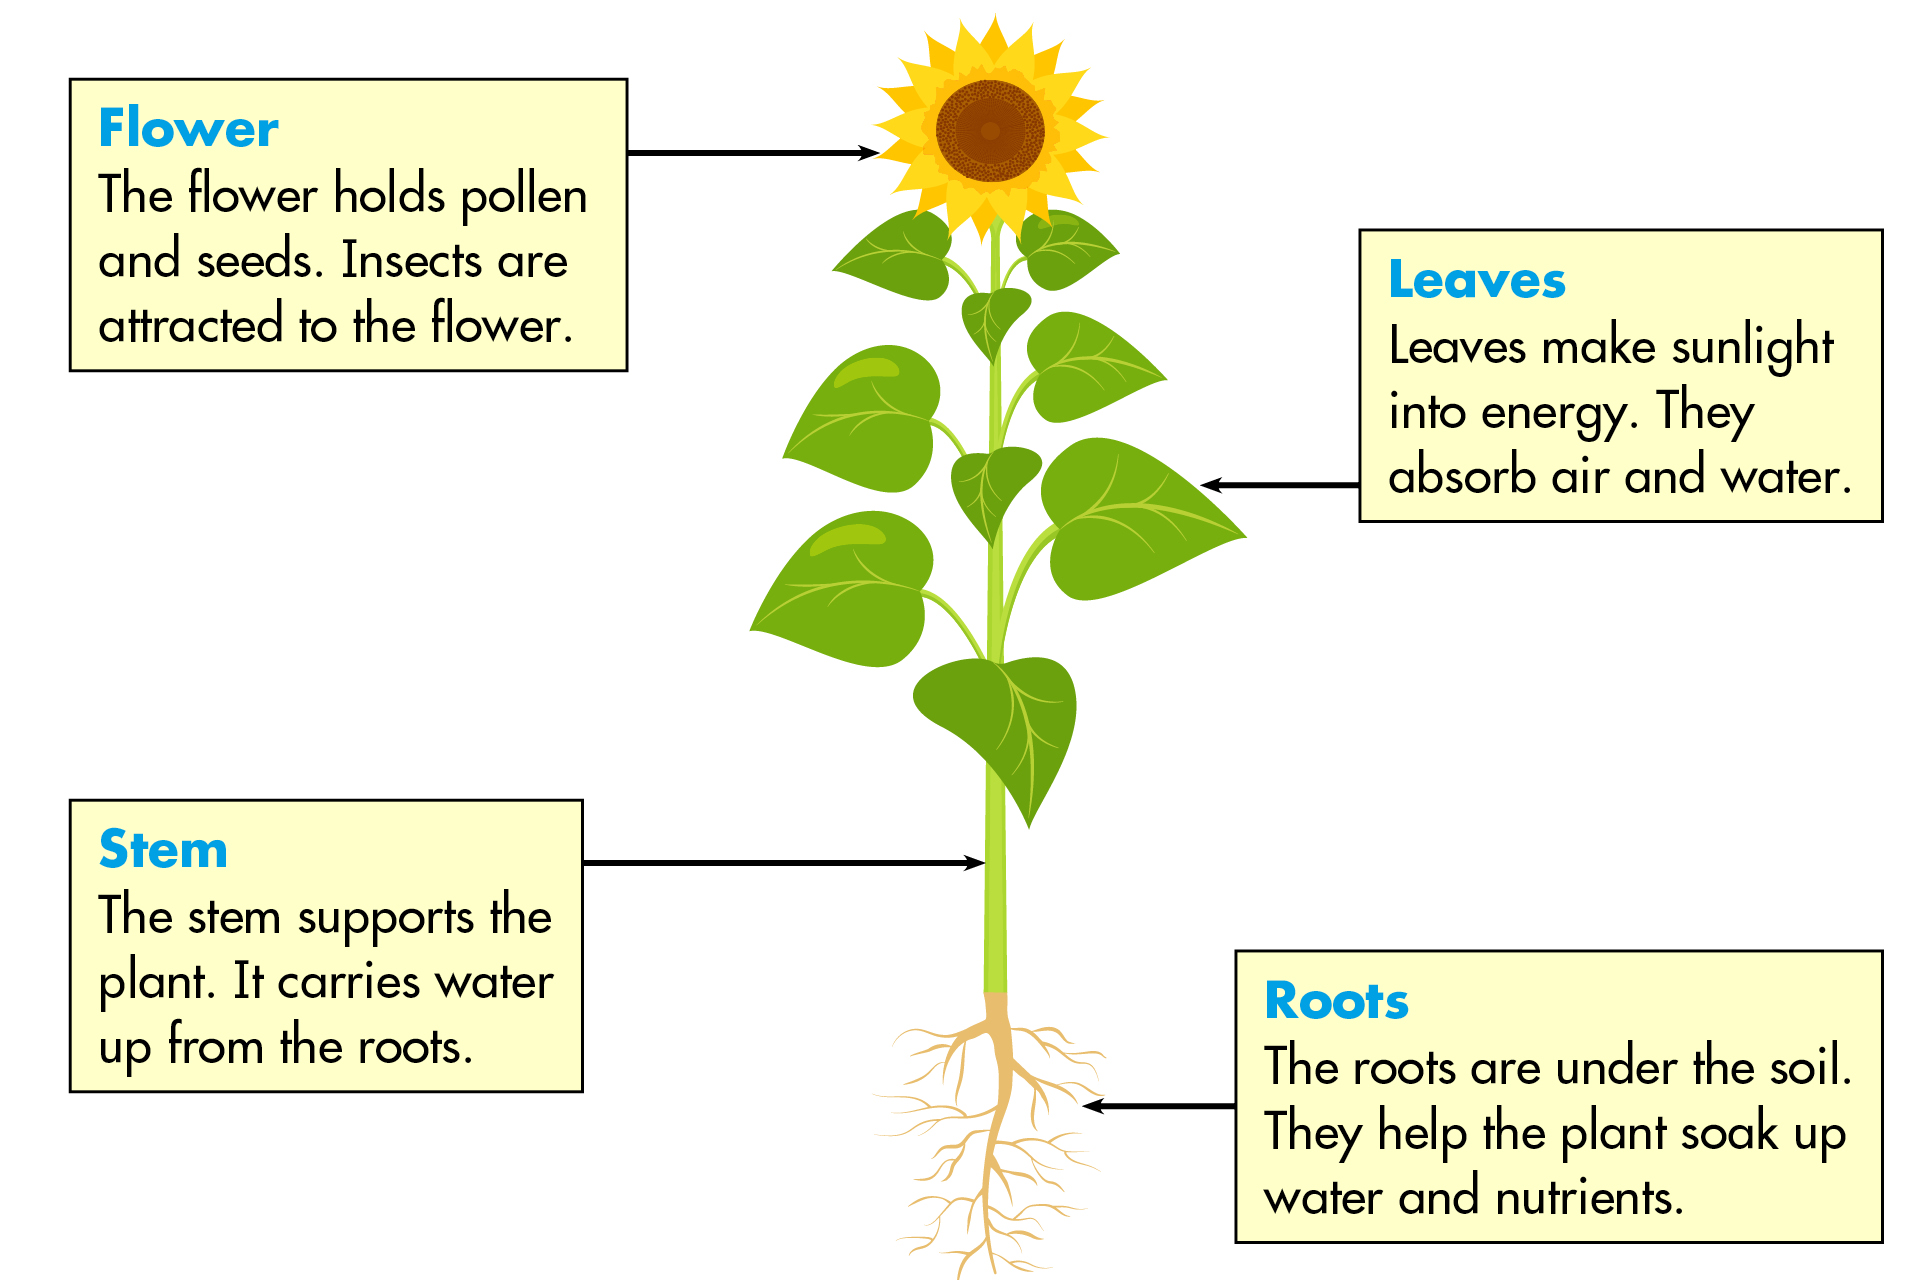 Flower
The flower holds pollen
and seeds. Insects are
attracted to the flower.
Leaves
Leaves make sunlight
into energy. They
absorb air and water.
Stem
The stem supports the
plant. It carries water
up from the roots.
Roots
The roots are under the soil.
They help the plant soak up
water and nutrients.